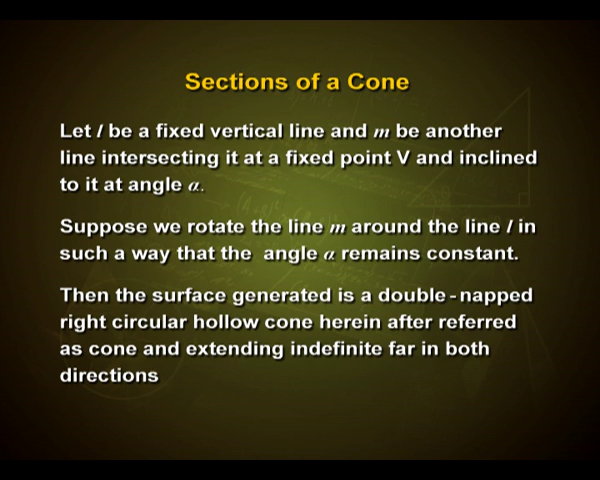 Sections of a Cone
Let l be a fixed vertical line and m be another
line intersecting it at a fixed point V and inclined
to it at angle α.
Suppose we rotate the line m around the line l in
such a way that the angle α remains constant.
Then the surface generated is a double-napped
right circular hollow cone herein after referred
as cone and extending indefinite far in both
directions